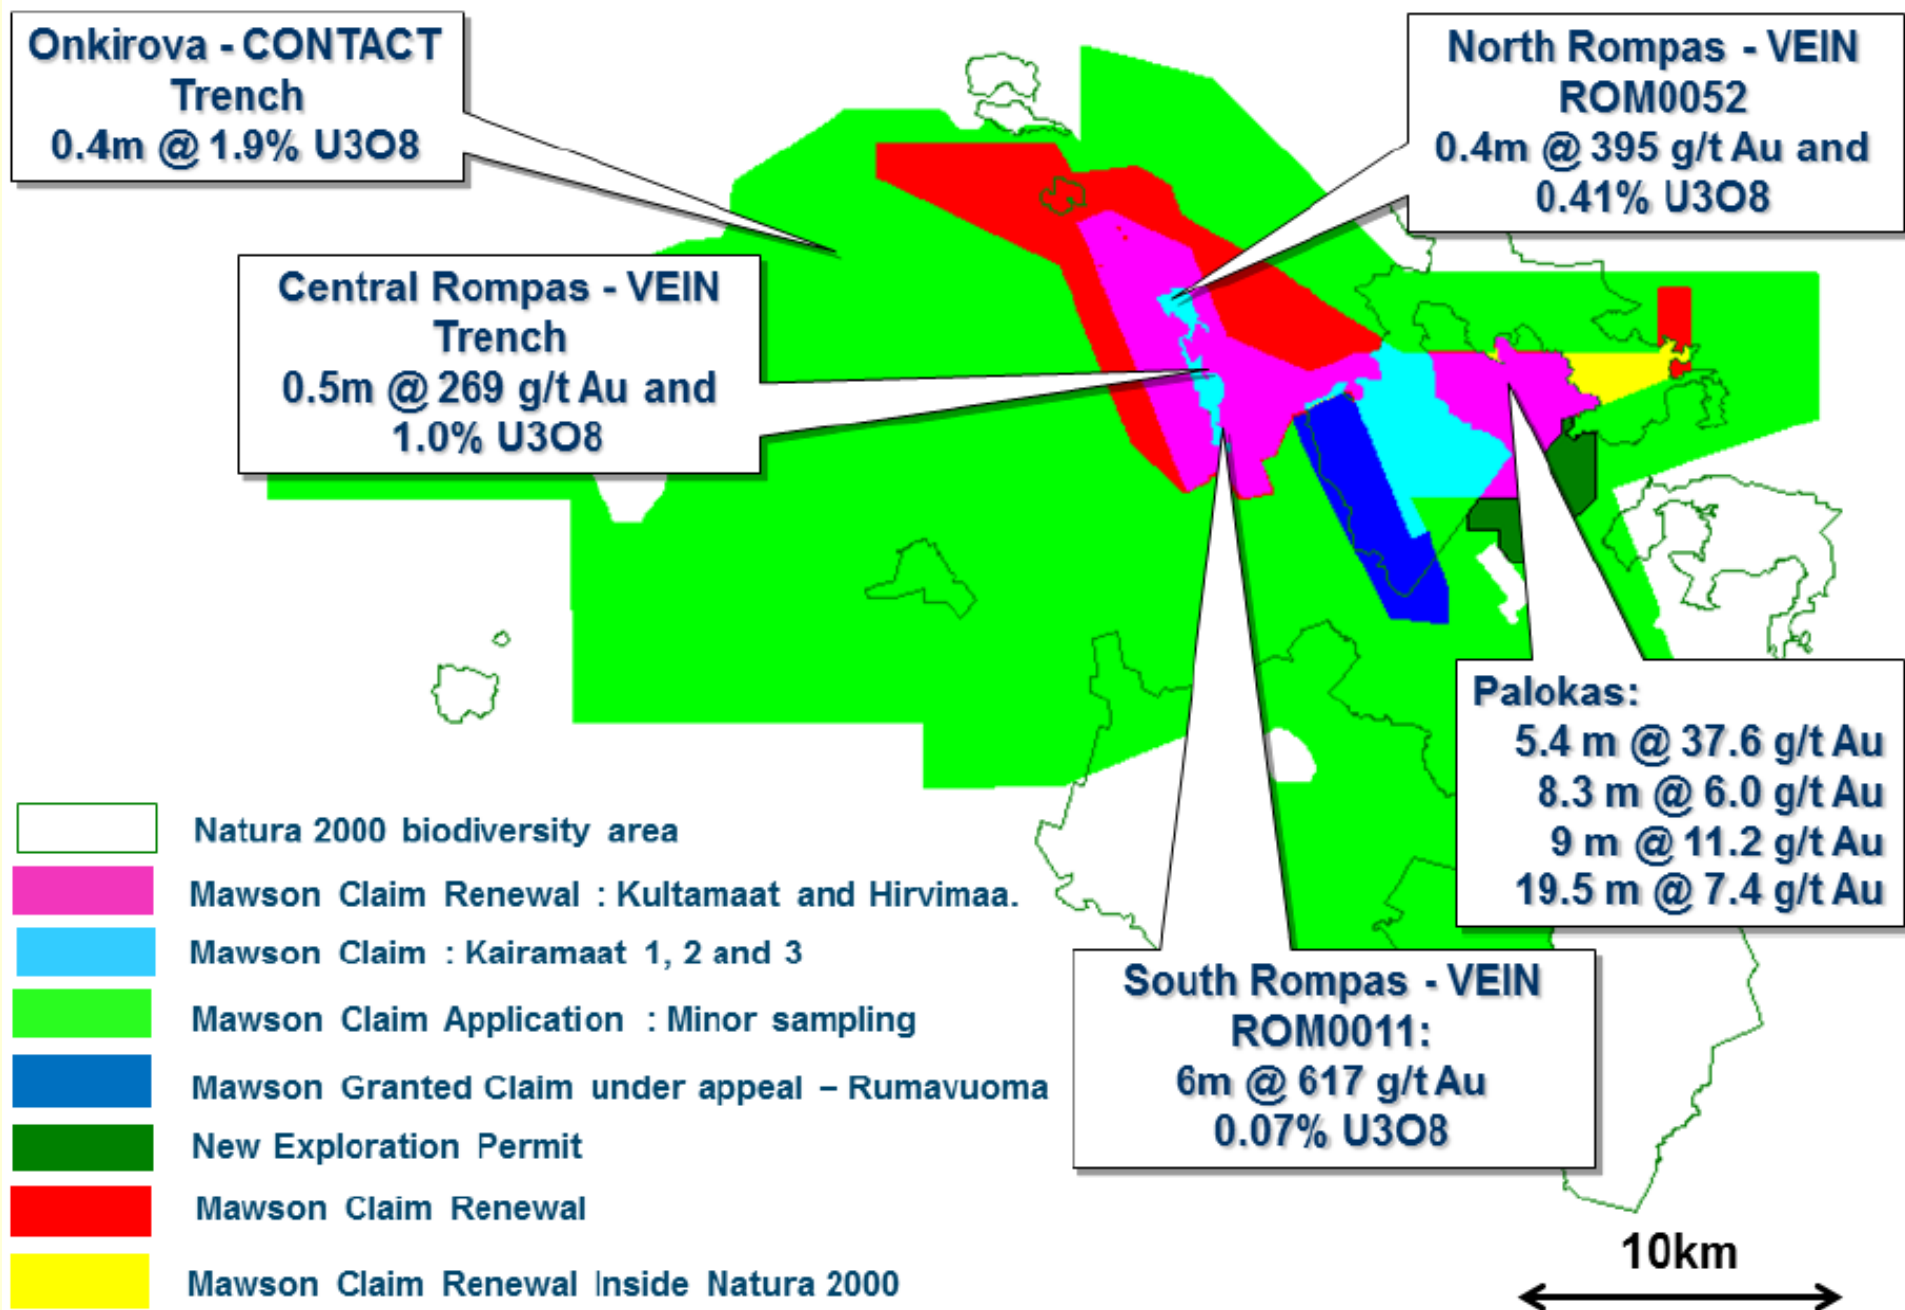 Onkirova - CONTACT
Trench
0.4m @ 1.9% U3O8
North Rompas - VEIN
ROM0052
0.4m @ 395 g/t Au and
0.41% U3O8
Central Rompas - VEIN
Trench
0.5m @ 269 g/t Au and
1.0% U3O8
Palokas:
5.4 m @ 37.6 g/t Au
8.3 m @ 6.0 g/t Au
9 m @ 11.2 g/t Au
19.5 m @ 7.4 g/t Au
South Rompas - VEIN
ROM0011:
6m @ 617 g/t Au
0.07% U3O8
Natura 2000 biodiversity area
Mawson Claim Renewal : Kultamaat and Hirvimaa.
Mawson Claim : Kairamaat 1, 2 and 3
Mawson Claim Application : Minor sampling
Mawson Granted Claim under appeal – Rumavuoma
New Exploration Permit
Mawson Claim Renewal
Mawson Claim Renewal Inside Natura 2000
10km